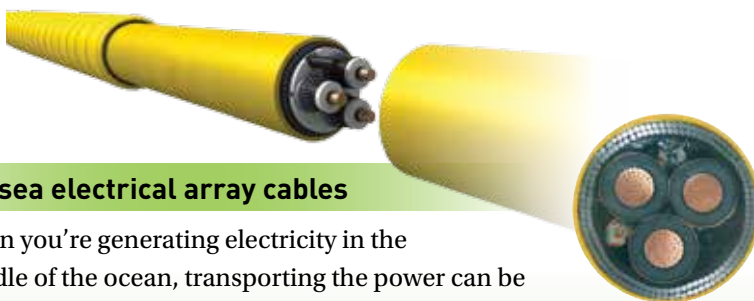 sea electrical array cables
n you're generating electricity in the
dle of the ocean, transporting the power can be